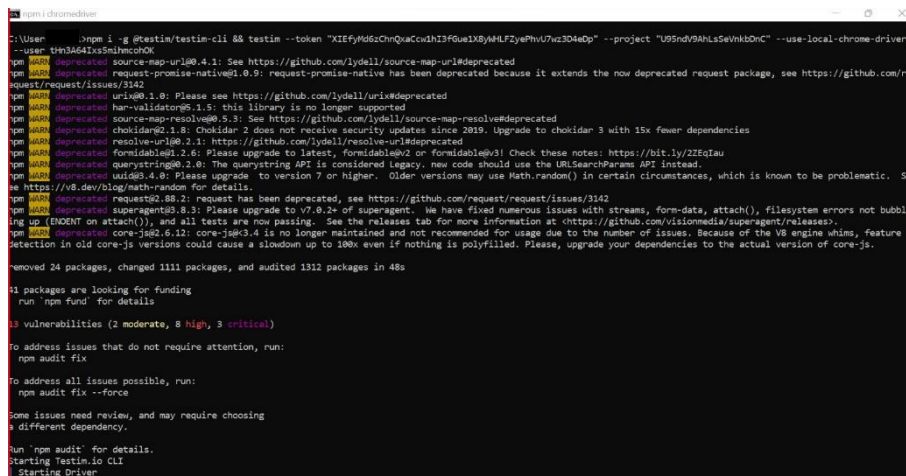 npm i chromedriver
C:\User >npm i -g @testim/testim-cli && testim --token "XIEfyMd6zChnQxaCcw1hI3fGue1X8yWHLFZyePhvU7wz3D4eDp" --project "U95ndV9AhLsSeVnkbDnC" --use-local-chrome-driver
--user tHn3A64IxsSmihmcohOK
npm WARN deprecated source-map-url@0.4.1: See https://github.com/lydell/source-map-url#deprecated
npm WARN deprecated request-promise-native@1.0.9: request-promise-native has been deprecated because it extends the now deprecated request package, see https://github.com/r
equest/request/issues/3142
npm WARN deprecated urix@0.1.0: Please see https://github.com/lydell/urix#deprecated
npm WARN deprecated har-validator@5.1.5: this library is no longer supported
npm WARN deprecated source-map-resolve@0.5.3: See https://github.com/lydell/source-map-resolve#deprecated
npm WARN deprecated chokidar@2.1.8: Chokidar 2 does not receive security updates since 2019. Upgrade to chokidar 3 with 15x fewer dependencies
npm WARN deprecated resolve-url@0.2.1: https://github.com/lydell/resolve-url#deprecated
npm WARN deprecated formidable@1.2.6: Please upgrade to latest, formidable@v2 or formidable@v3! Check these notes: https://bit.ly/2ZEqIau
npm WARN deprecated querystring@0.2.0: The querystring API is considered Legacy. new code should use the URLSearchParams API instead.
npm WARN deprecated uuid@3.4.0: Please upgrade  to version 7 or higher.  Older versions may use Math.random() in certain circumstances, which is known to be problematic.  S
ee https://v8.dev/blog/math-random for details.
npm WARN deprecated request@2.88.2: request has been deprecated, see https://github.com/request/request/issues/3142
npm WARN deprecated superagent@3.8.3: Please upgrade to v7.0.2+ of superagent.  We have fixed numerous issues with streams, form-data, attach(), filesystem errors not bubbl
ing up (ENOENT on attach()), and all tests are now passing.  See the releases tab for more information at <https://github.com/visionmedia/superagent/releases>.
npm WARN deprecated core-js@2.6.12: core-js@<3.4 is no longer maintained and not recommended for usage due to the number of issues. Because of the V8 engine whims, feature
detection in old core-js versions could cause a slowdown up to 100x even if nothing is polyfilled. Please, upgrade your dependencies to the actual version of core-js.
removed 24 packages, changed 1111 packages, and audited 1312 packages in 48s
41 packages are looking for funding
run `npm fund` for details
13 vulnerabilities (2 moderate, 8 high, 3 critical)
To address issues that do not require attention, run:
npm audit fix
To address all issues possible, run:
npm audit fix --force
Some issues need review, and may require choosing
a different dependency.
Run `npm audit` for details.
Starting Testim.io CLI
| Starting Driver